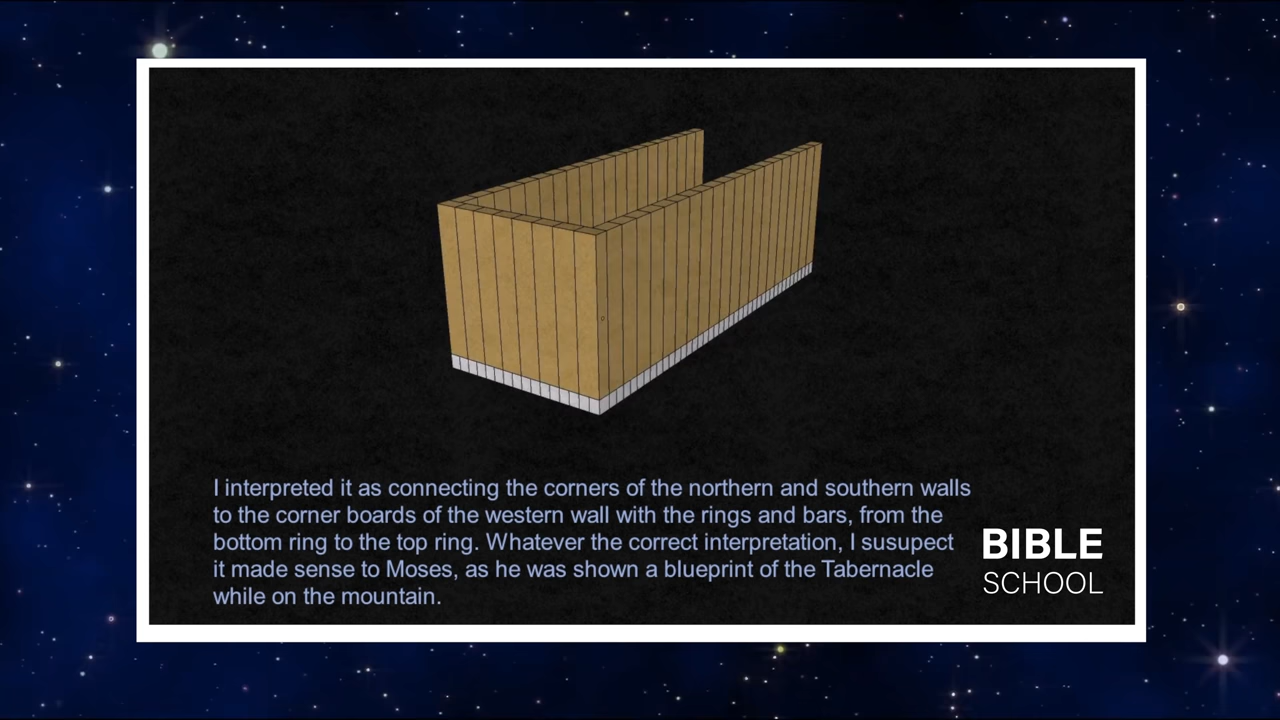 I interpreted it as connecting the corners of the northern and southern walls
to the corner boards of the western wall with the rings and bars, from the
bottom ring to the top ring. Whatever the correct interpretation, I susupect
it made sense to Moses, as he was shown a blueprint of the Tabernacle
while on the mountain.
BIBLE
SCHOOL